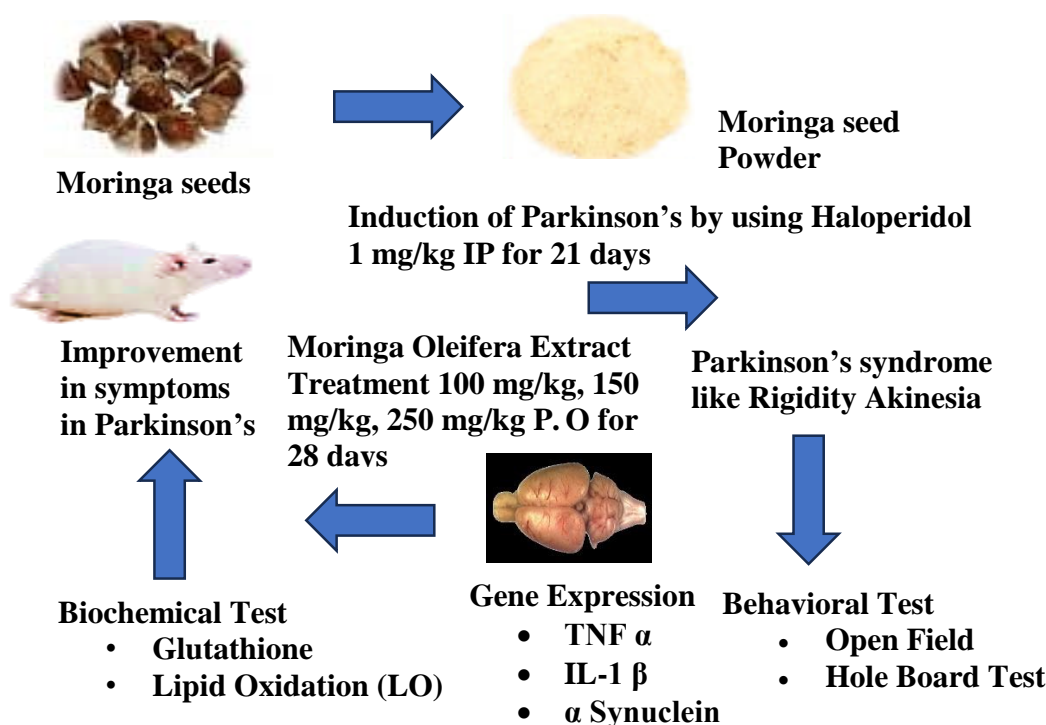 Moringa seeds
Moringa seed
Powder
Induction of Parkinson's by using Haloperidol
1 mg/kg IP for 21 days
Improvement
in symptoms
in Parkinson's
Moringa Oleifera Extract
Treatment 100 mg/kg, 150
mg/kg, 250 mg/kg P. O for
28 days
Parkinson's syndrome
like Rigidity Akinesia
Biochemical Test
• Glutathione
• Lipid Oxidation (LO)
Gene Expression
• TNF α
• IL-1 β
• α Synuclein
Behavioral Test
• Open Field
• Hole Board Test